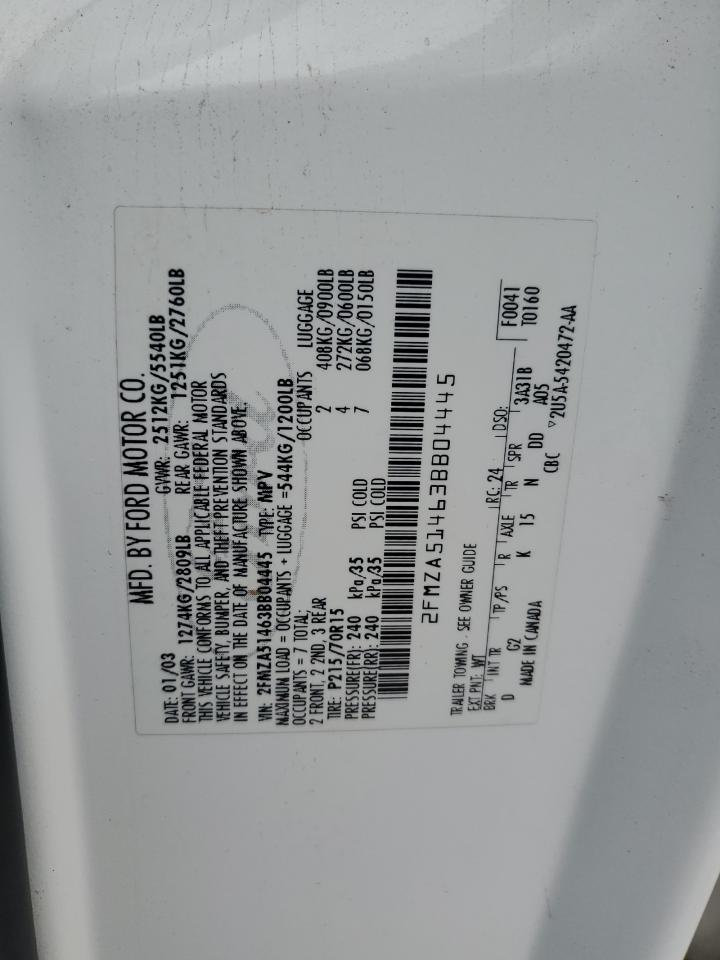 MFD. BY FORD MOTOR CO.
DATE: 01/03 GVWR: 2512KG/5540LB
FRONT GAWR: 1274KG/2809LB REAR GAWR: 1251KG/2760LB
THIS VEHICLE CONFORMS TO ALL APPLICABLE FEDERAL MOTOR
VEHICLE SAFETY, BUMPER, AND THEFT PREVENTION STANDARDS
IN EFFECT ON THE DATE OF MANUFACTURE SHOWN ABOVE.
VIN: 2FMZA51463BB04445 TYPE: MPV
MAXIMUM LOAD = OCCUPANTS + LUGGAGE =544KG/1200LB
OCCUPANTS = 7 TOTAL; OCCUPANTS LUGGAGE
2 FRONT, 2 2ND, 3 REAR 2 408KG/0900LB
TIRE: P215/70R15 4 272KG/0600LB
PRESSURE(FR): 240 kPa/35 PSI COLD 7 068KG/0150LB
PRESSURE(RR): 240 kPa/35 PSI COLD
2FMZA51463BB04445
TRAILER TOWING - SEE OWNER GUIDE
EXT PNT: WT RC: 24 DSO: F0041
BRK INT TR TP/PS R AXLE TR SPR 3A31B T0160
D G2 K 15 N DD A05
MADE IN CANADA CBC ▽2U5A-5420472-AA